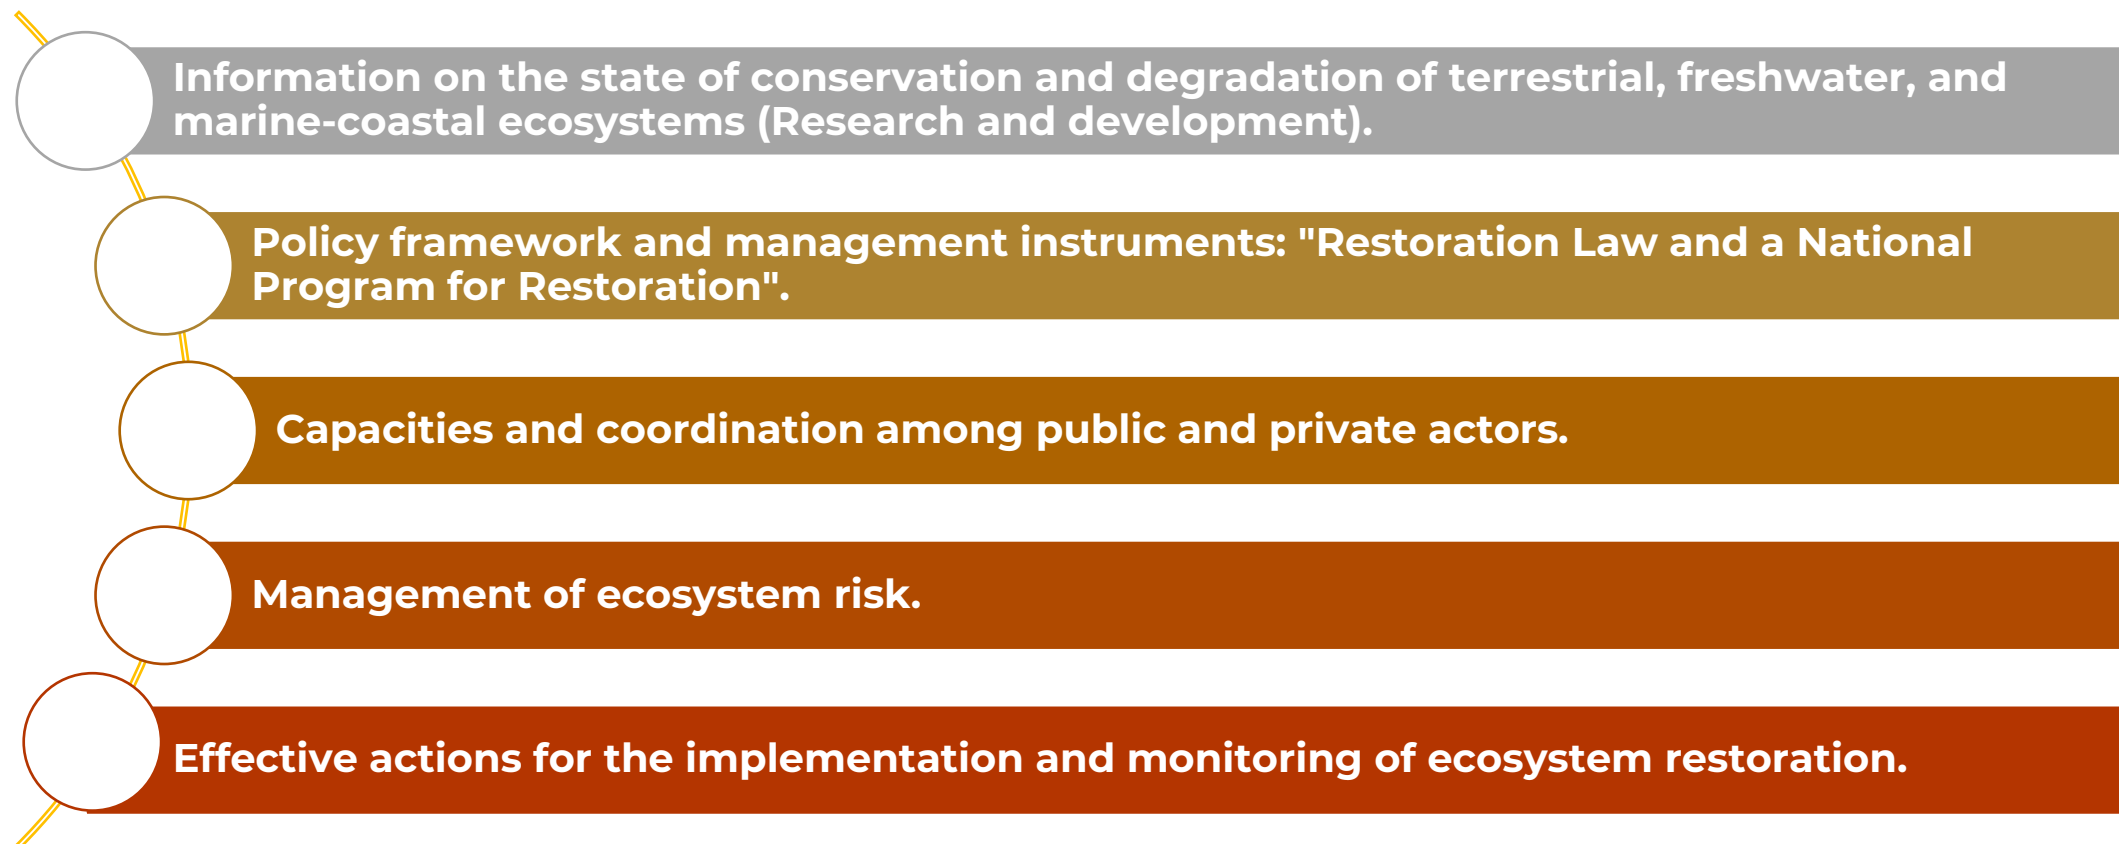 Information on the state of conservation and degradation of terrestrial, freshwater, and
marine-coastal ecosystems (Research and development).
Policy framework and management instruments: "Restoration Law and a National
Program for Restoration".
Capacities and coordination among public and private actors.
Management of ecosystem risk.
Effective actions for the implementation and monitoring of ecosystem restoration.